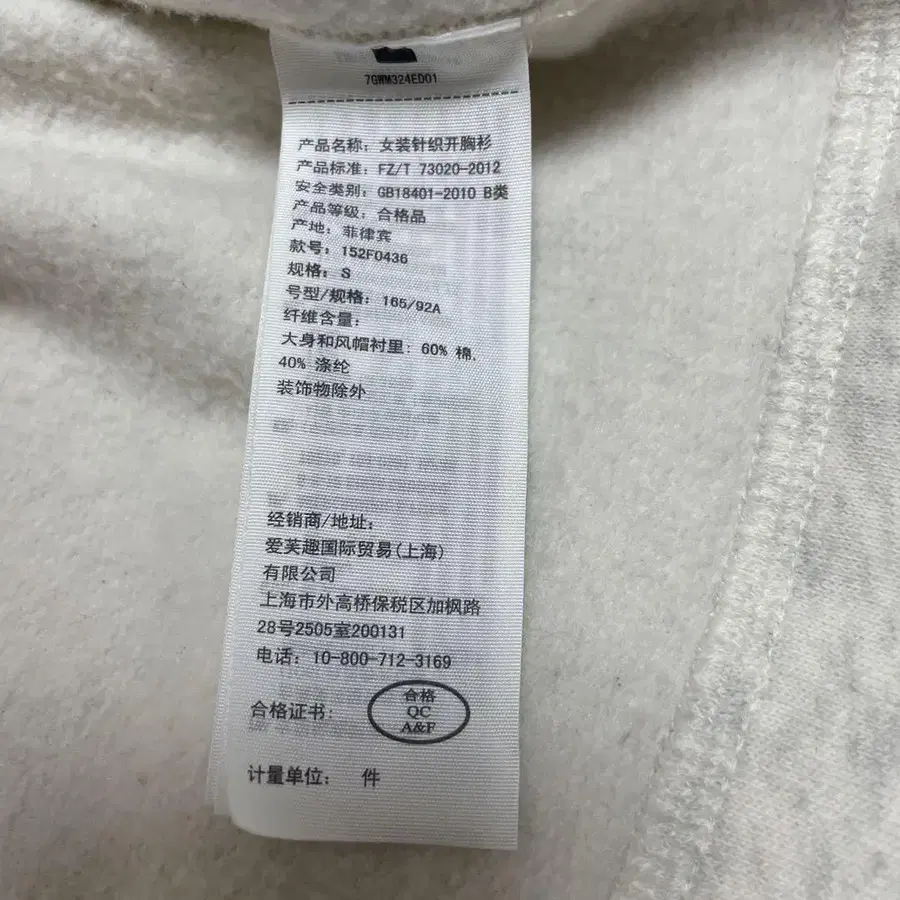 7GWM324ED01
产品名称: 女装针织开胸衫
产品标准: FZ/T 73020-2012
安全类别: GB18401-2010 B类
产品等级: 合格品
产地: 菲律宾
款号: 152F0436
规格: S
号型/规格: 165/92A
纤维含量:
大身和风帽衬里: 60% 棉,
40% 涤纶
装饰物除外
经销商/地址:
爱芙趣国际贸易(上海)
有限公司
上海市外高桥保税区加枫路
28号2505室200131
电话: 10-800-712-3169
合格证书:
合格
QC
A&F
计量单位: 件